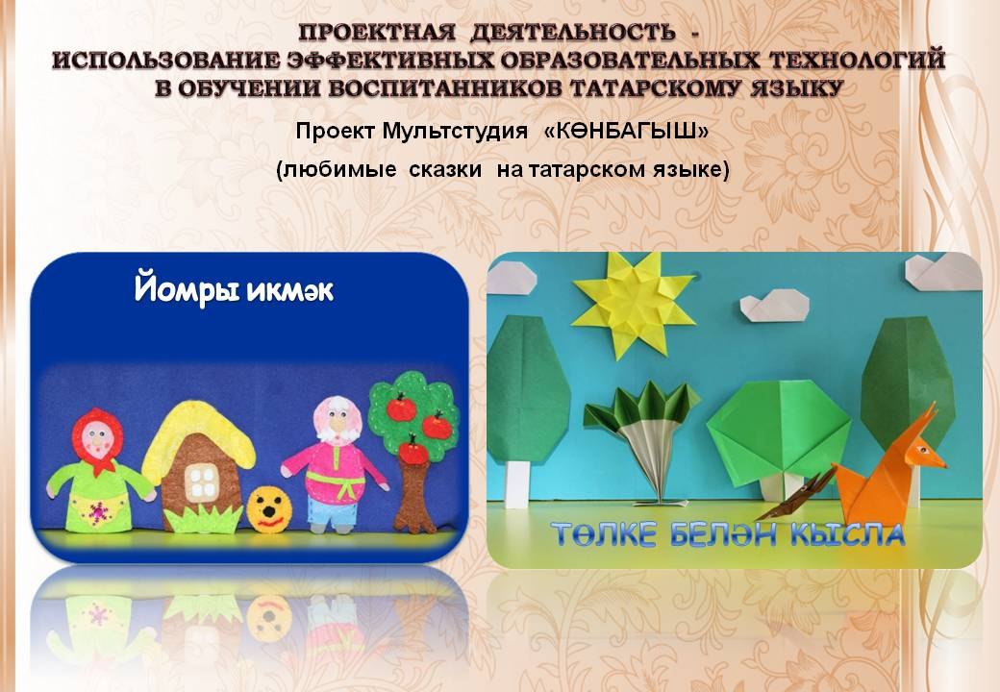 ПРОЕКТНАЯ ДЕЯТЕЛЬНОСТЬ -
ИСПОЛЬЗОВАНИЕ ЭФФЕКТИВНЫХ ОБРАЗОВАТЕЛЬНЫХ ТЕХНОЛОГИЙ
В ОБУЧЕНИИ ВОСПИТАННИКОВ ТАТАРСКОМУ ЯЗЫКУ
Проект Мультстудия «КӨНБАГЫШ»
(любимые сказки на татарском языке)
Йомры икмәк
ТӨЛКЕ БЕЛӘН КЫСЛА